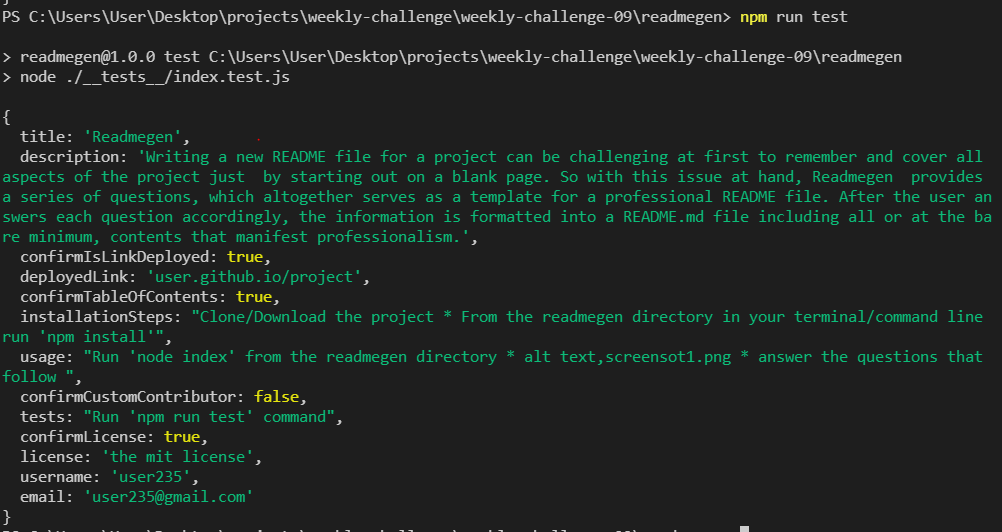 }
PS C:\Users\User\Desktop\projects\weekly-challenge\weekly-challenge-09\readmegen> npm run test
> readmegen@1.0.0 test C:\Users\User\Desktop\projects\weekly-challenge\weekly-challenge-09\readmegen
> node ./__tests__/index.test.js
{
  title: 'Readmegen',
  description: 'Writing a new README file for a project can be challenging at first to remember and cover all
aspects of the project just  by starting out on a blank page. So with this issue at hand, Readmegen  provides
a series of questions, which altogether serves as a template for a professional README file. After the user an
swers each question accordingly, the information is formatted into a README.md file including all or at the ba
re minimum, contents that manifest professionalism.',
  confirmIsLinkDeployed: true,
  deployedLink: 'user.github.io/project',
  confirmTableOfContents: true,
  installationSteps: "Clone/Download the project * From the readmegen directory in your terminal/command line
run 'npm install'",
  usage: "Run 'node index' from the readmegen directory * alt text,screensot1.png * answer the questions that
follow ",
  confirmCustomContributor: false,
  tests: "Run 'npm run test' command",
  confirmLicense: true,
  license: 'the mit license',
  username: 'user235',
  email: 'user235@gmail.com'
}